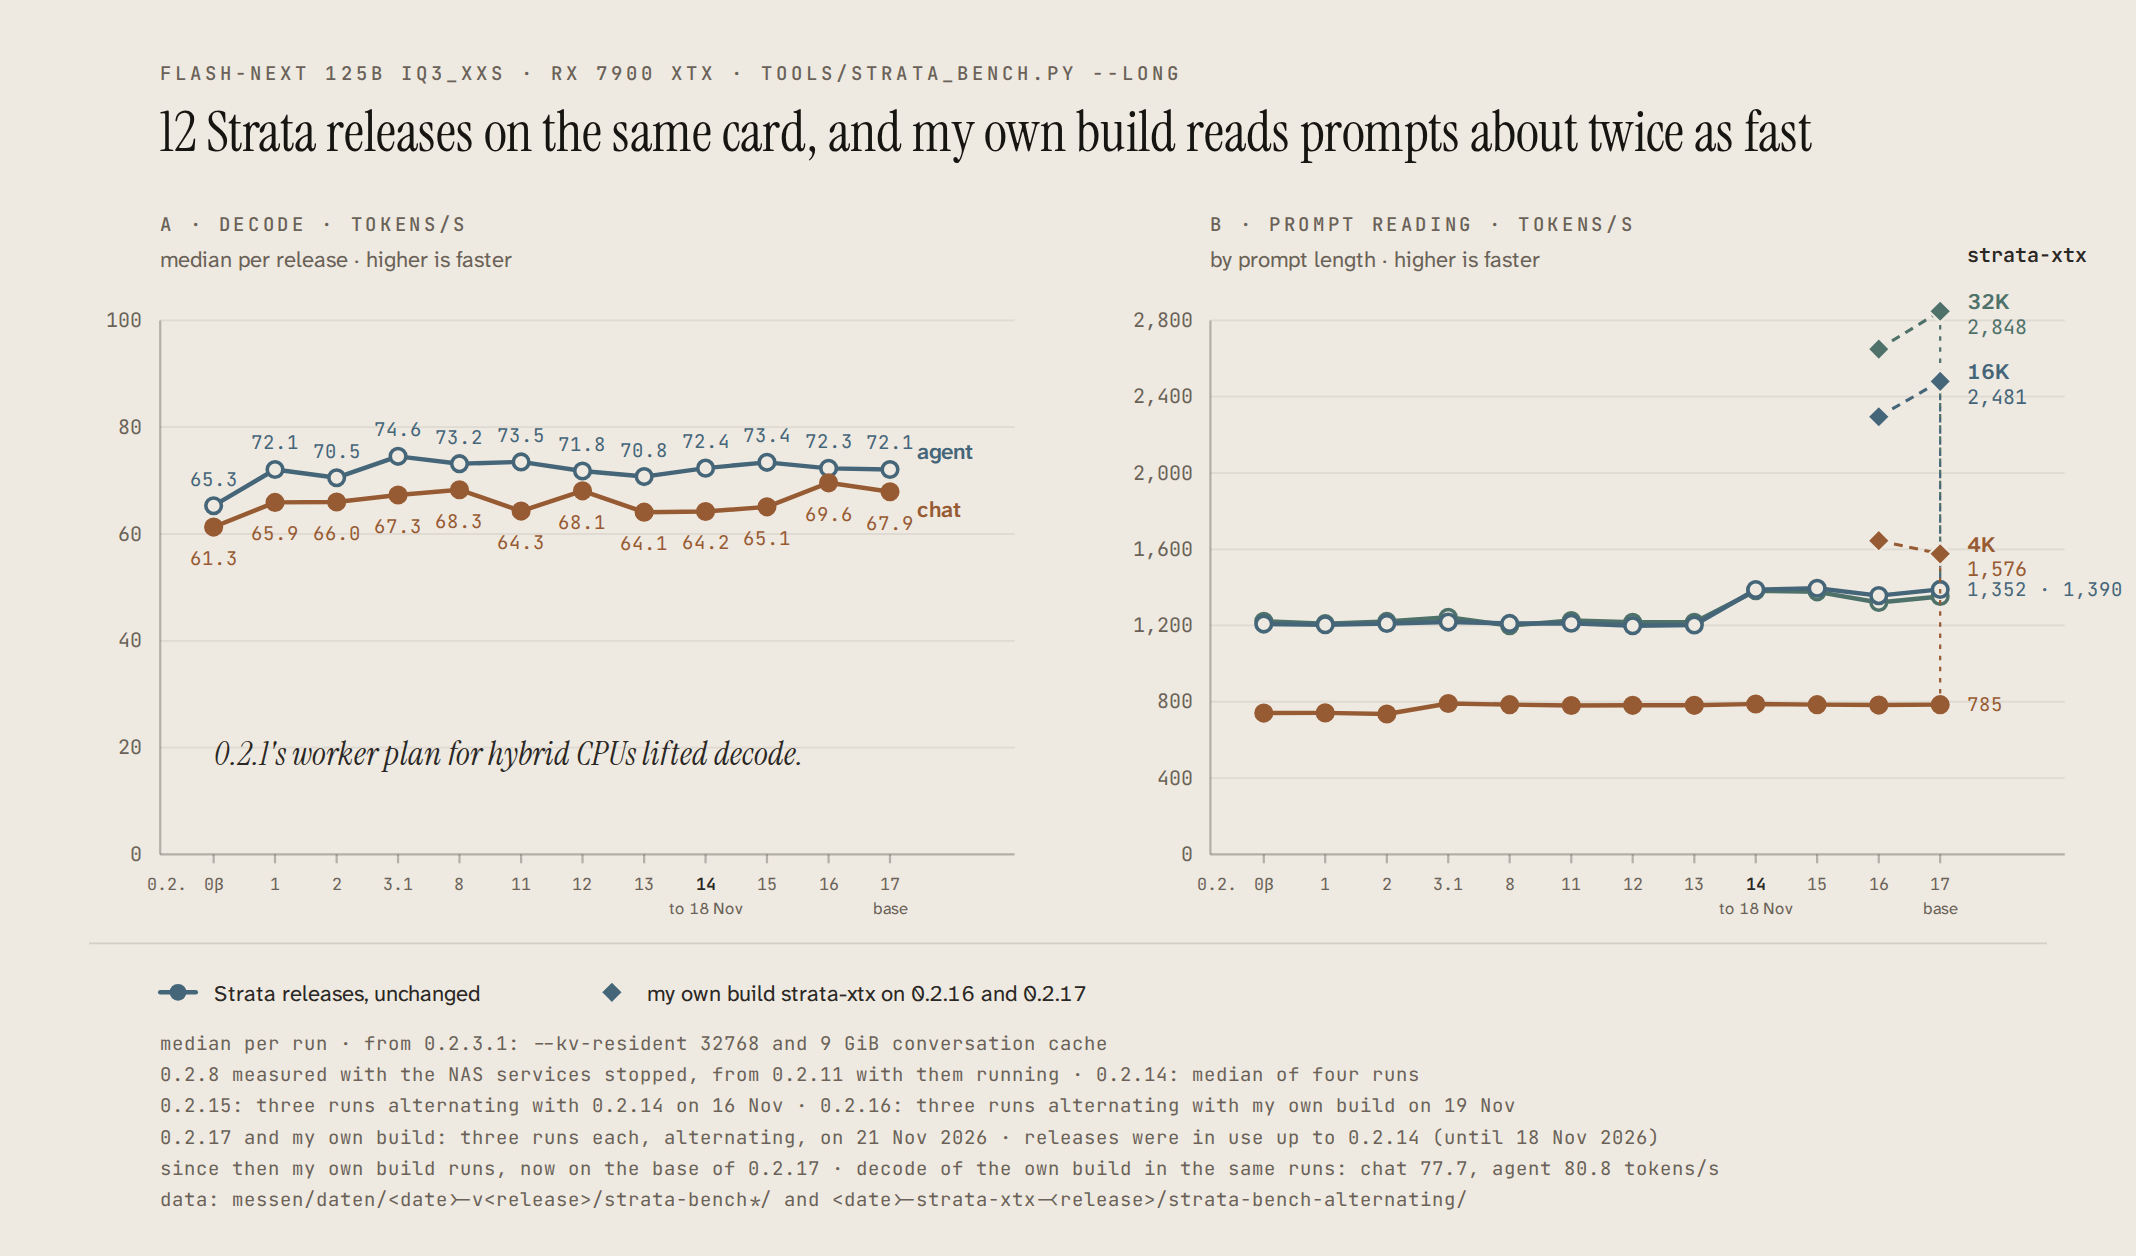 FLASH-NEXT 125B IQ3_XXS · RX 7900 XTX · TOOLS/STRATA_BENCH.PY --LONG
12 Strata releases on the same card, and my own build reads prompts about twice as fast
A · DECODE · TOKENS/S
median per release · higher is faster
100
80
60
40
20
0
65.3 72.1 70.5 74.6 73.2 73.5 71.8 70.8 72.4 73.4 72.3 72.1 agent
61.3 65.9 66.0 67.3 68.3 64.3 68.1 64.1 64.2 65.1 69.6 67.9 chat
0.2.1's worker plan for hybrid CPUs lifted decode.
0.2. 0β 1 2 3.1 8 11 12 13 14 15 16 17
to 18 Nov base
B · PROMPT READING · TOKENS/S
by prompt length · higher is faster
strata-xtx
2,800
2,400
2,000
1,600
1,200
800
400
0
32K
2,848
16K
2,481
4K
1,576
1,352 · 1,390
785
0.2. 0β 1 2 3.1 8 11 12 13 14 15 16 17
to 18 Nov base
Strata releases, unchanged
my own build strata-xtx on 0.2.16 and 0.2.17
median per run · from 0.2.3.1: --kv-resident 32768 and 9 GiB conversation cache
0.2.8 measured with the NAS services stopped, from 0.2.11 with them running · 0.2.14: median of four runs
0.2.15: three runs alternating with 0.2.14 on 16 Nov · 0.2.16: three runs alternating with my own build on 19 Nov
0.2.17 and my own build: three runs each, alternating, on 21 Nov 2026 · releases were in use up to 0.2.14 (until 18 Nov 2026)
since then my own build runs, now on the base of 0.2.17 · decode of the own build in the same runs: chat 77.7, agent 80.8 tokens/s
data: messen/daten/<date>-v<release>/strata-bench*/ and <date>-strata-xtx-<release>/strata-bench-alternating/